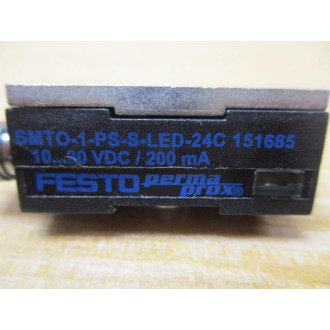 SMTO-1-PS-S-LED-24C 151685
10...30 VDC / 200 mA
FESTO perma prox®